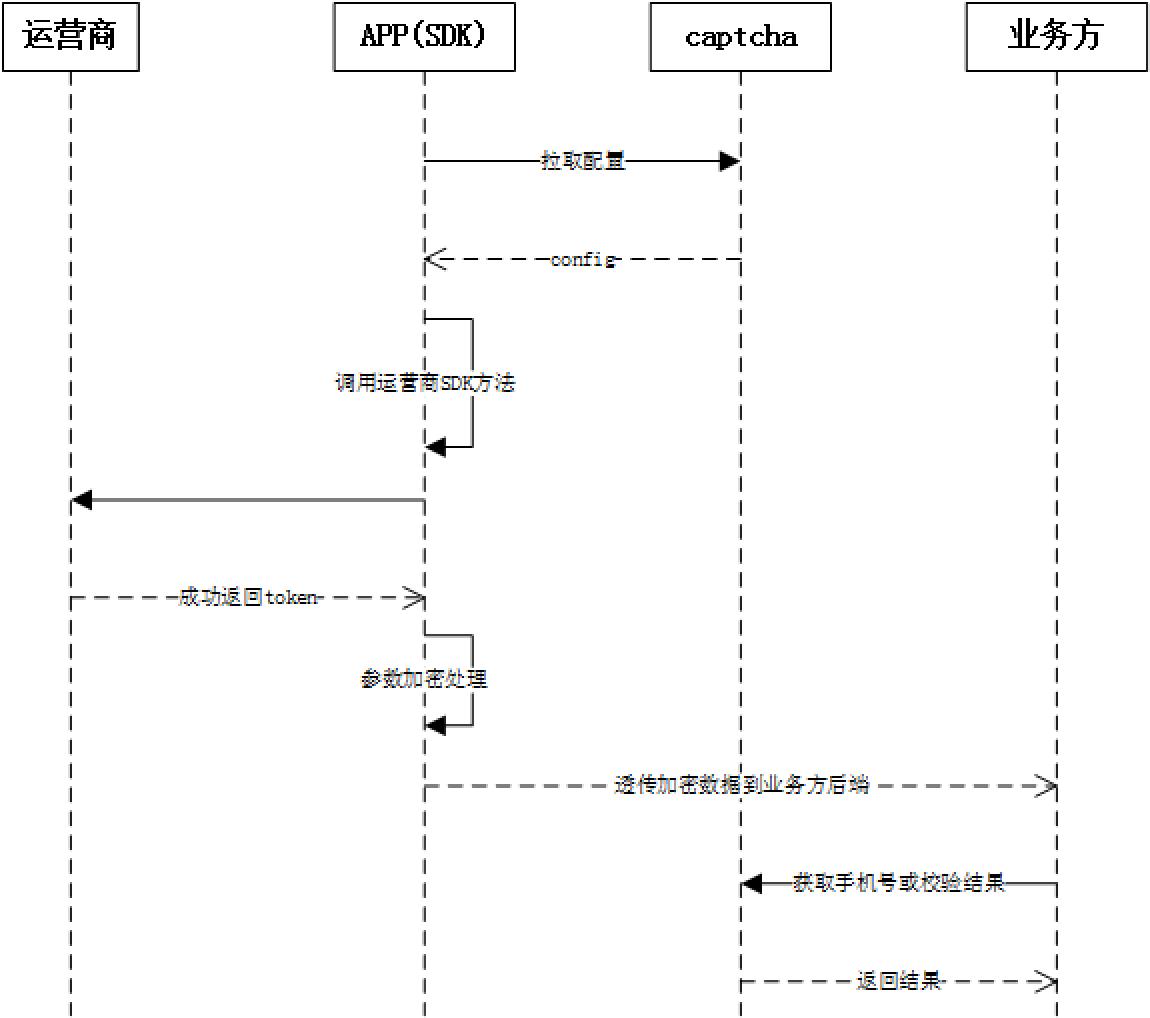 运营商
APP(SDK)
captcha
业务方
拉取配置
config
调用运营商SDK方法
成功返回token
参数加密处理
透传加密数据到业务方后端
获取手机号或校验结果
返回结果